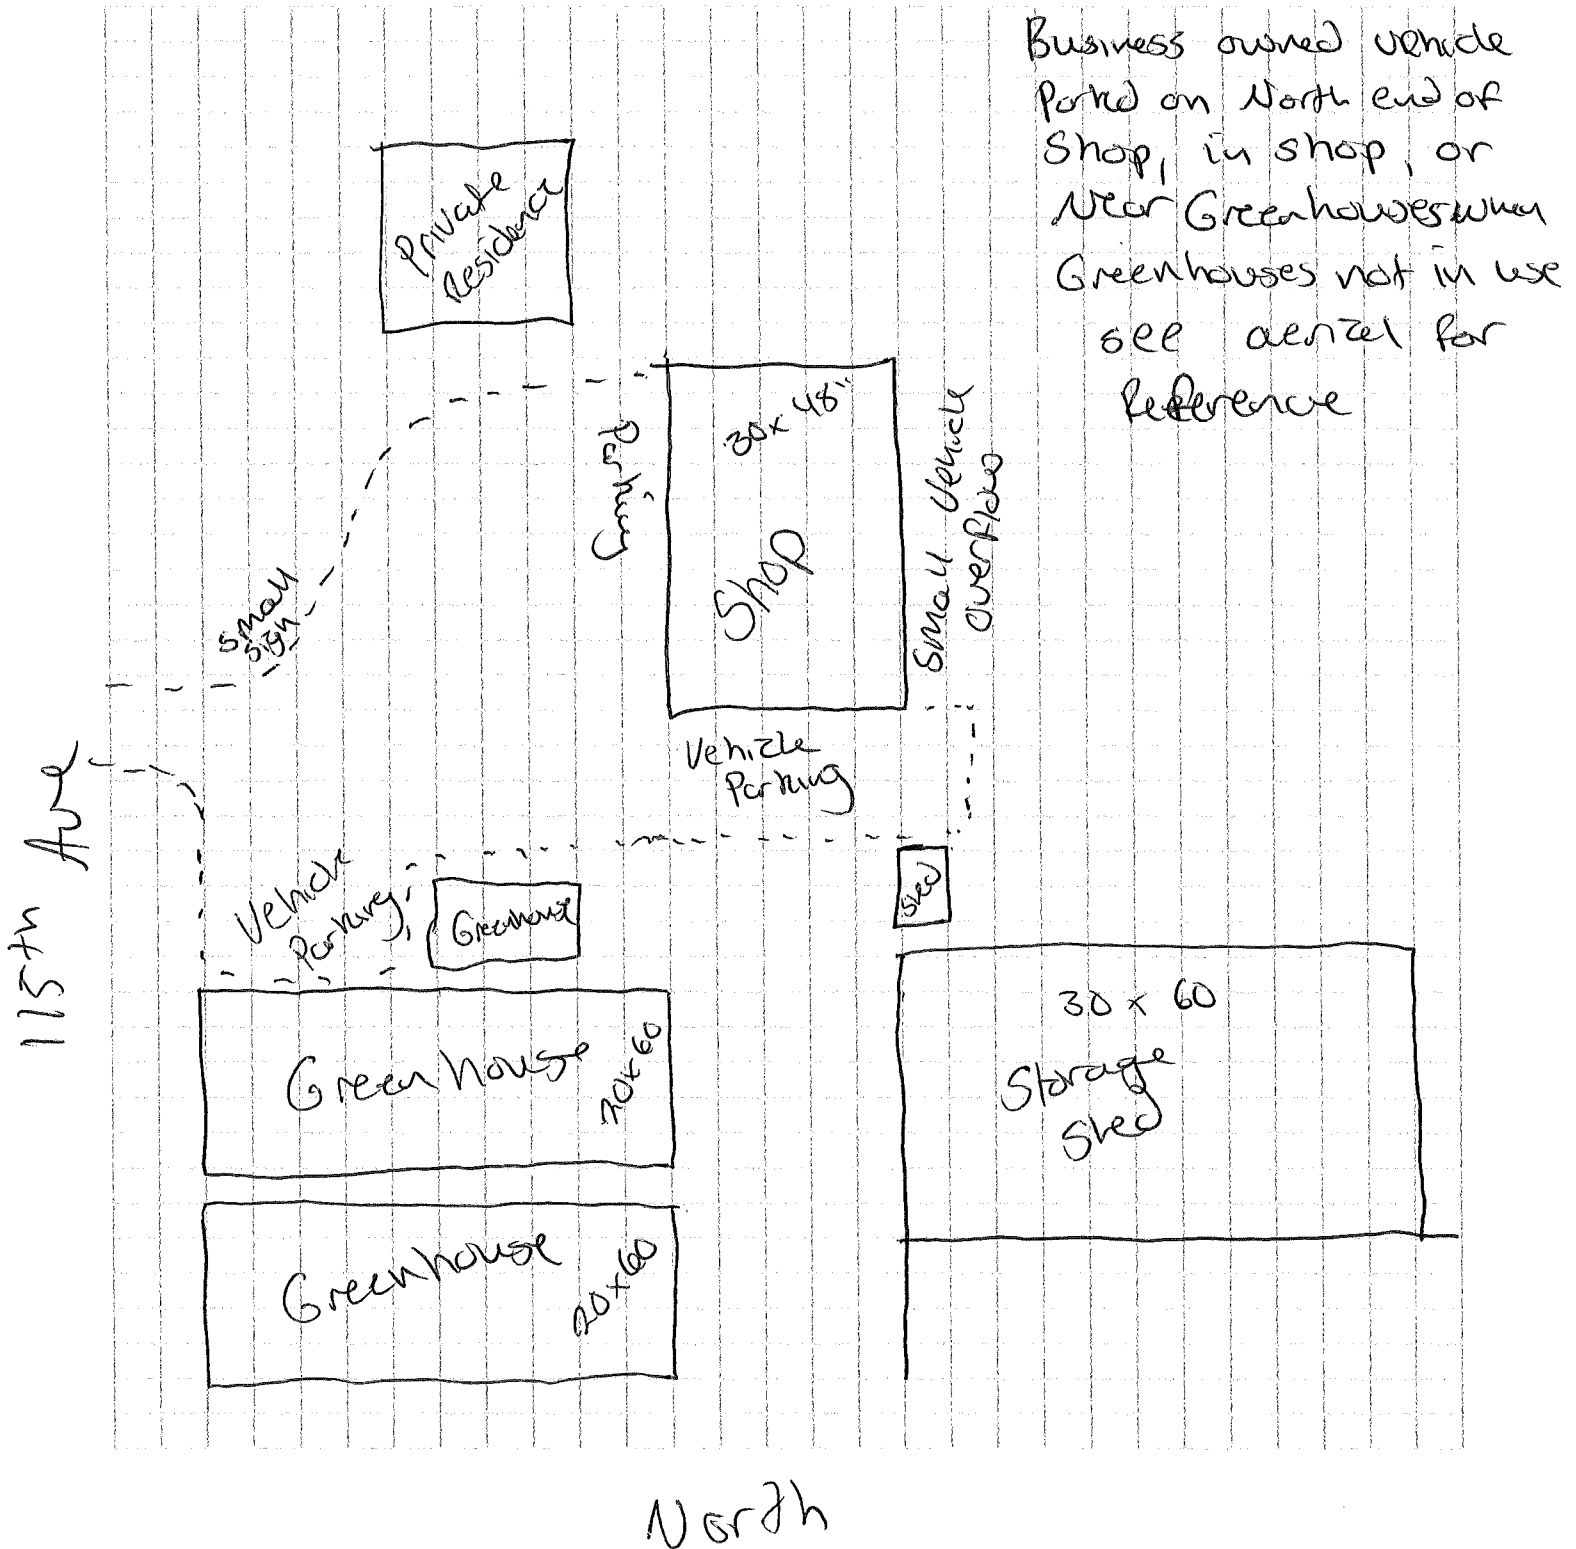 Business owned vehicle
Parked on North end of
Shop, in shop, or
Near Greenhouses when
Greenhouses not in use
see aerial for
Reference
Private
Residence
30x 48'
Shop
Parking
Small Vehicle
Overflow
Small
Sign
Vehicle
Parking
115th Ave
Vehicle
Parking
Greenhouse
Shed
Greenhouse
20x60
30 x 60
Storage
Shed
Greenhouse
20x60
North